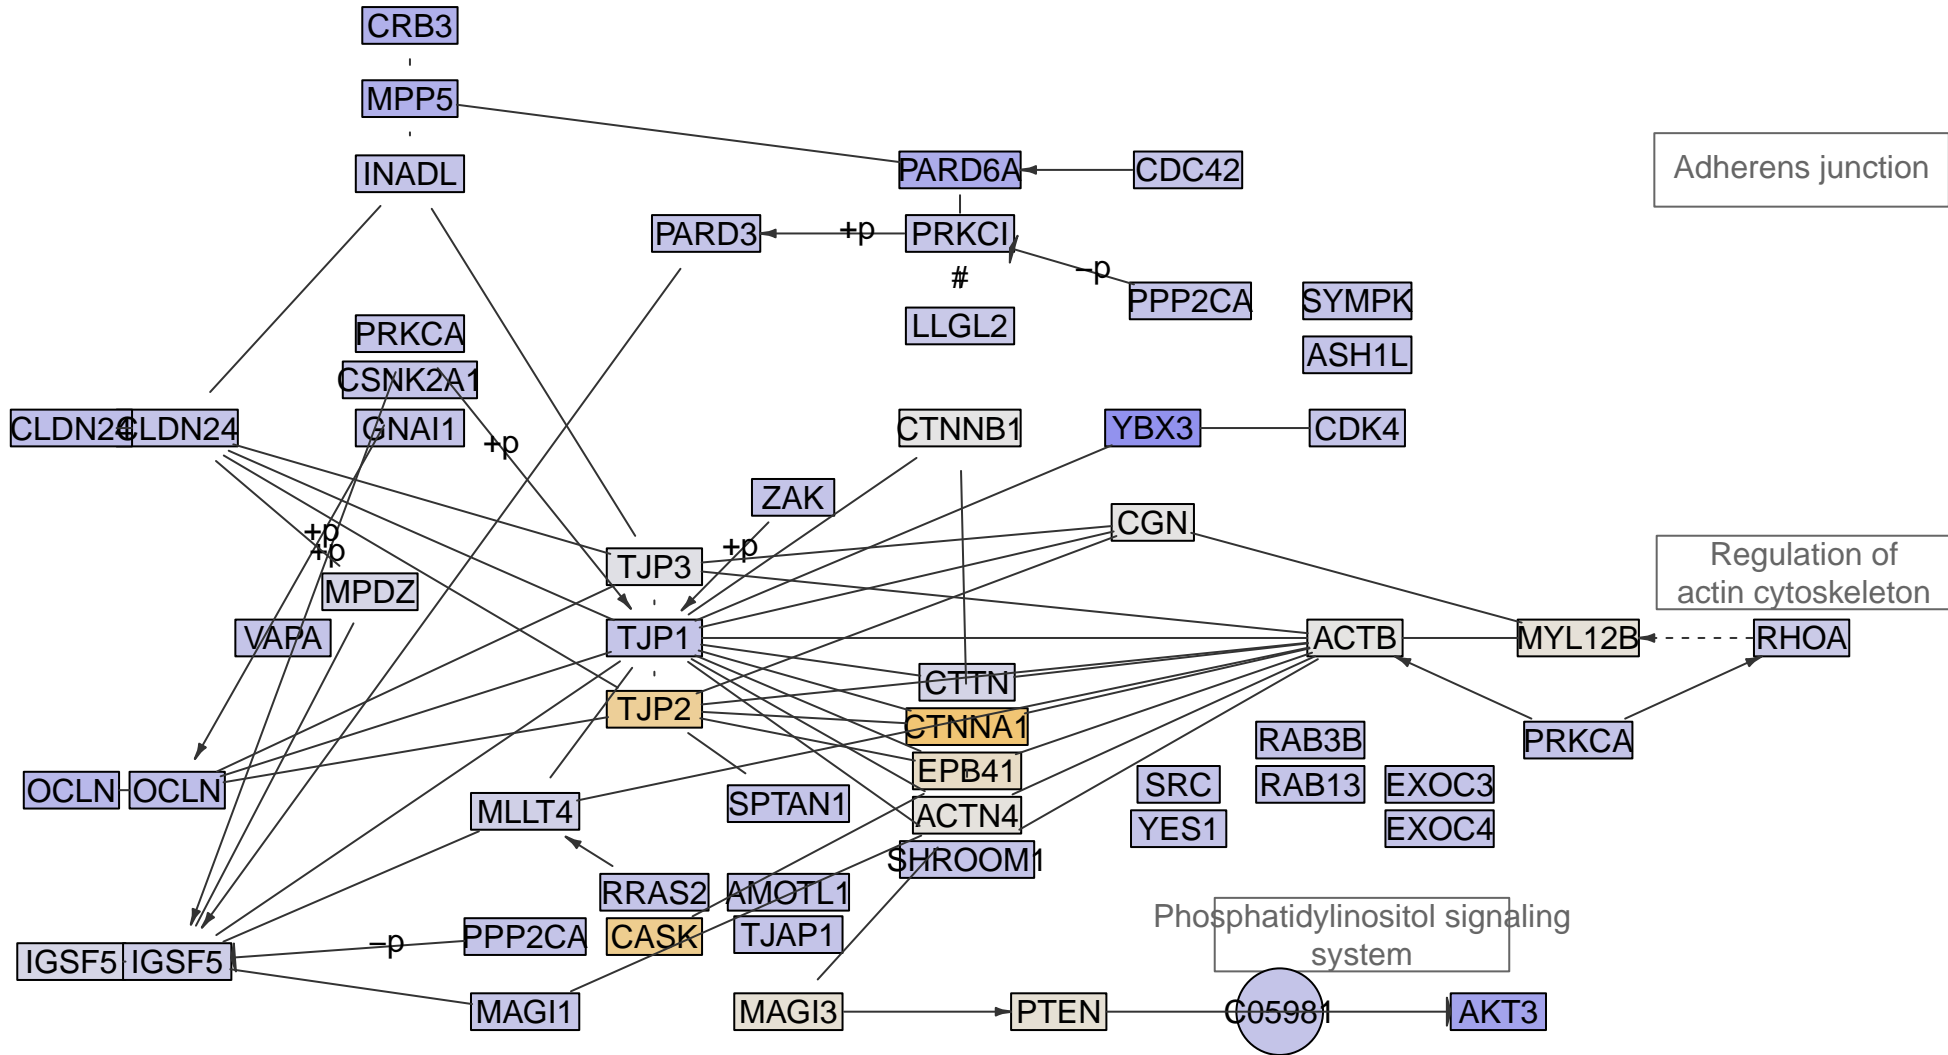 CRB3
MPP5
Adherens junction
INADL
PARD6A
CDC42
PARD3
+p
PRKCI
–p
#
PPP2CA
SYMPK
LLGL2
PRKCA
ASH1L
CSNK2A1
CLDN24
CLDN24
GNAI1
+p
CTNNB1
YBX3
CDK4
ZAK
CGN
+p
+p
+p
TJP3
Regulation of
actin cytoskeleton
MPDZ
VAPA
TJP1
ACTB
MYL12B
RHOA
CTTN
TJP2
CTNNA1
RAB3B
PRKCA
EPB41
OCLN
OCLN
SRC
RAB13
EXOC3
MLLT4
SPTAN1
ACTN4
YES1
EXOC4
SHROOM1
RRAS2
AMOTL1
Phosphatidylinositol signaling
system
PPP2CA
CASK
TJAP1
–p
IGSF5
IGSF5
MAGI1
MAGI3
PTEN
C05981
AKT3